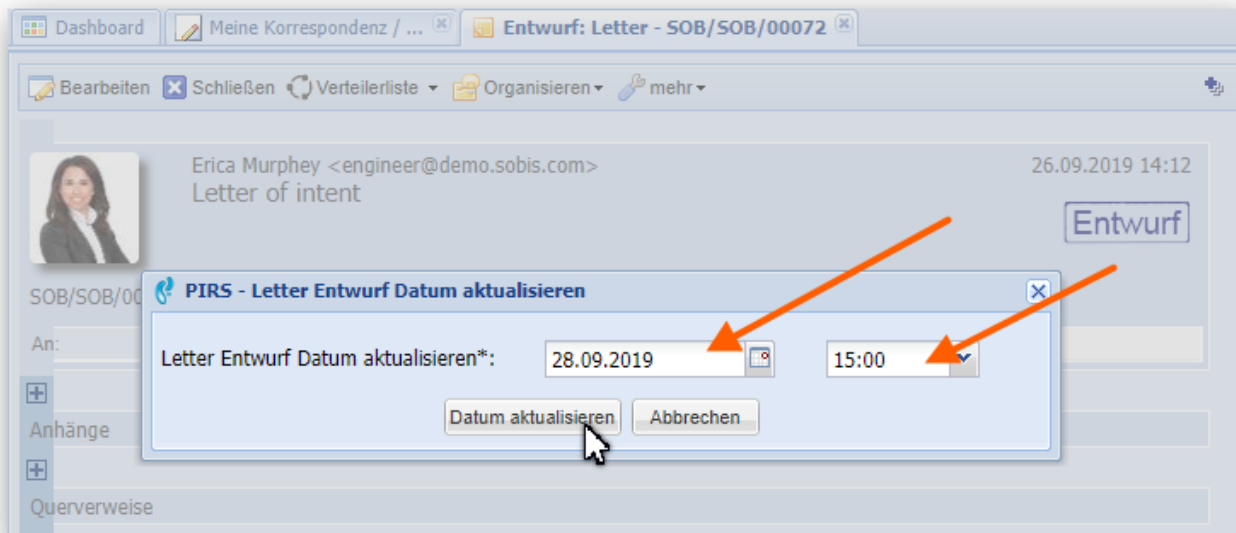 Dashboard Meine Korrespondenz / ... Entwurf: Letter - SOB/SOB/00072
Bearbeiten Schließen Verteilerliste Organisieren mehr
Erica Murphey <engineer@demo.sobis.com> 26.09.2019 14:12
Letter of intent
Entwurf
SOB/SOB/00
PIRS - Letter Entwurf Datum aktualisieren
An:
Letter Entwurf Datum aktualisieren*: 28.09.2019 15:00
Datum aktualisieren Abbrechen
Anhänge
Querverweise